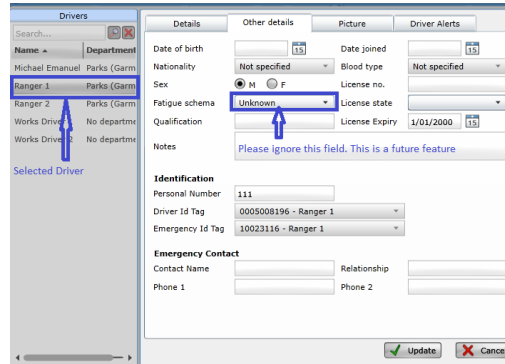 Drivers
Search...
Name Department
Michael Emanuel Parks (Garm
Ranger 1 Parks (Garm
Ranger 2 Parks (Garm
Works Driver No departme
Works Driver 2 No departme
Selected Driver
Details Other details Picture Driver Alerts
Date of birth 15 Date joined 15
Nationality Not specified Blood type Not specified
Sex M F License no.
Fatigue schema Unknown License state
Qualification License Expiry 1/01/2000 15
Notes Please ignore this field. This is a future feature
Identification
Personal Number 111
Driver Id Tag 0005008196 - Ranger 1
Emergency Id Tag 10023116 - Ranger 1
Emergency Contact
Contact Name Relationship
Phone 1 Phone 2
Update Cance